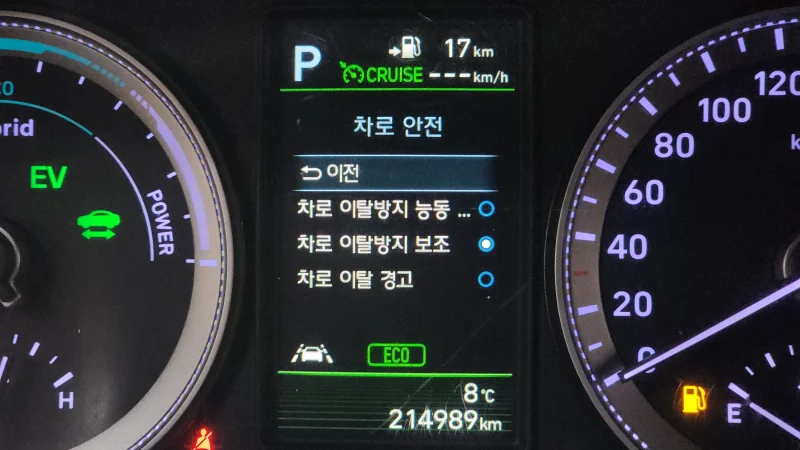 P
17 km
CRUISE ---km/h
차로 안전
이전
차로 이탈방지 능동 ...
차로 이탈방지 보조
차로 이탈 경고
ECO
8℃
214989km
EV
POWER
H
120
100
80
60
40
20
0
E